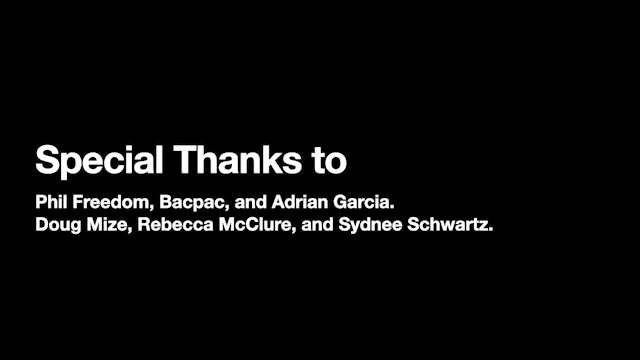 Special Thanks to
Phil Freedom, Bacpac, and Adrian Garcia.
Doug Mize, Rebecca McClure, and Sydnee Schwartz.